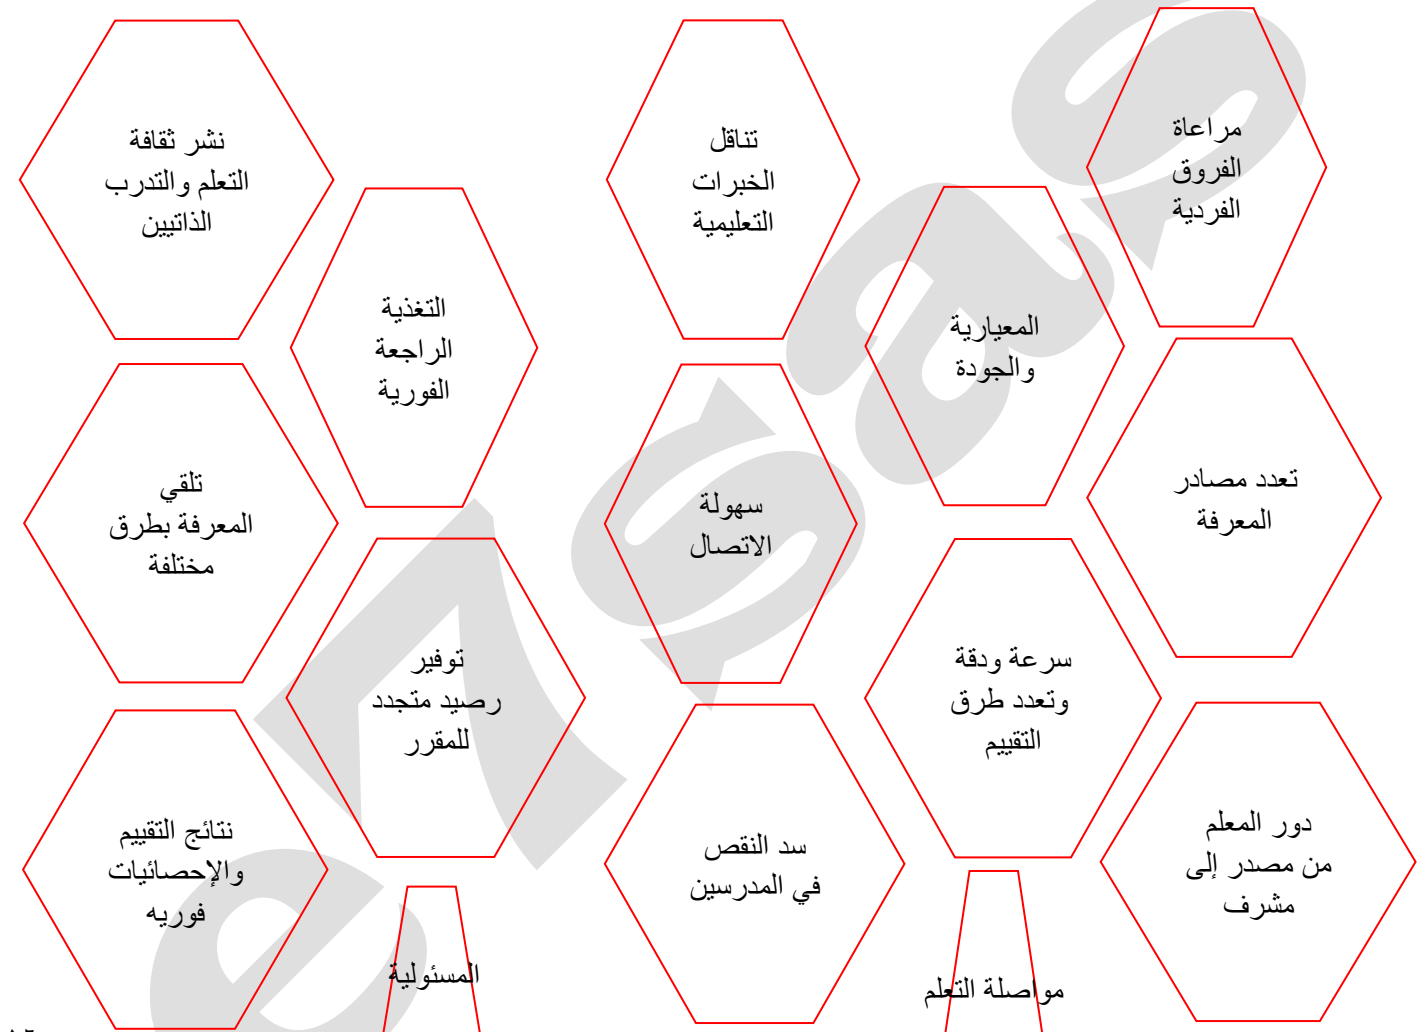 مراعاة
الفروق
الفردية
تناقل
الخبرات
التعليمية
نشر ثقافة
التعلم والتدرب
الذاتيين
المعيارية
والجودة
التغذية
الراجعة
الفورية
تعدد مصادر
المعرفة
سهولة
الاتصال
تلقي
المعرفة بطرق
مختلفة
سرعة ودقة
وتعدد طرق
التقييم
توفير
رصيد متجدد
للمقرر
دور المعلم
من مصدر إلى
مشرف
سد النقص
في المدرسين
نتائج التقييم
والإحصائيات
فوريه
مواصلة التعلم
المسئولية
e7sas